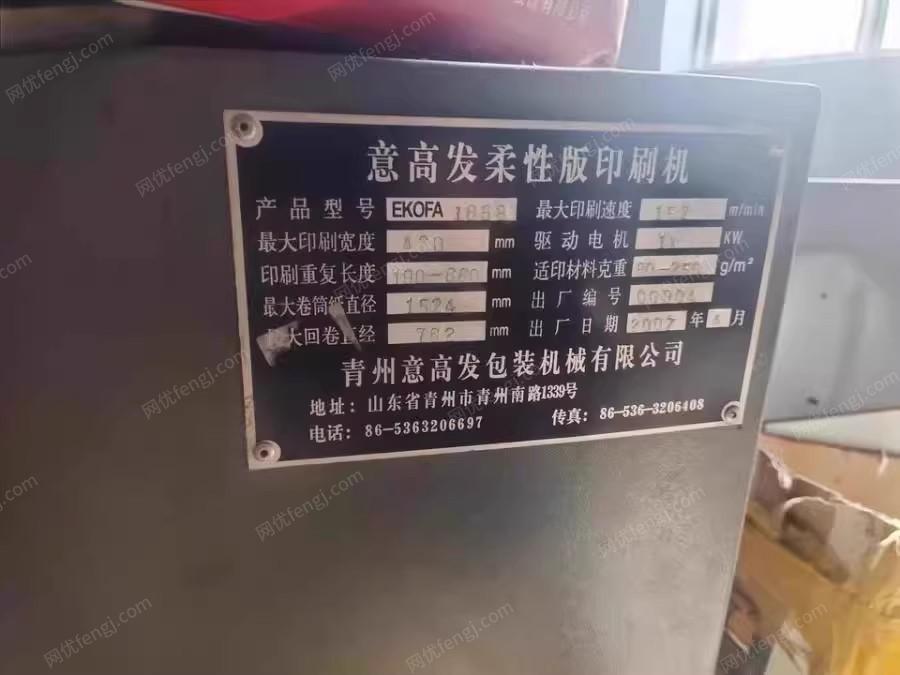 意高发柔性版印刷机
产品型号 EKOFA 最大印刷速度 152 m/min
最大印刷宽度 mm 驱动电机 KW
印刷重复长度 mm 适印材料克重 g/m²
最大卷筒纸直径 1524 mm 出厂编号
最大回卷直经 762 mm 出厂日期 2007 年 月
青州意高发包装机械有限公司
地址：山东省青州市青州南路1339号
电话：86-5363206697 传真：86-536-3206408
网优fengj.com